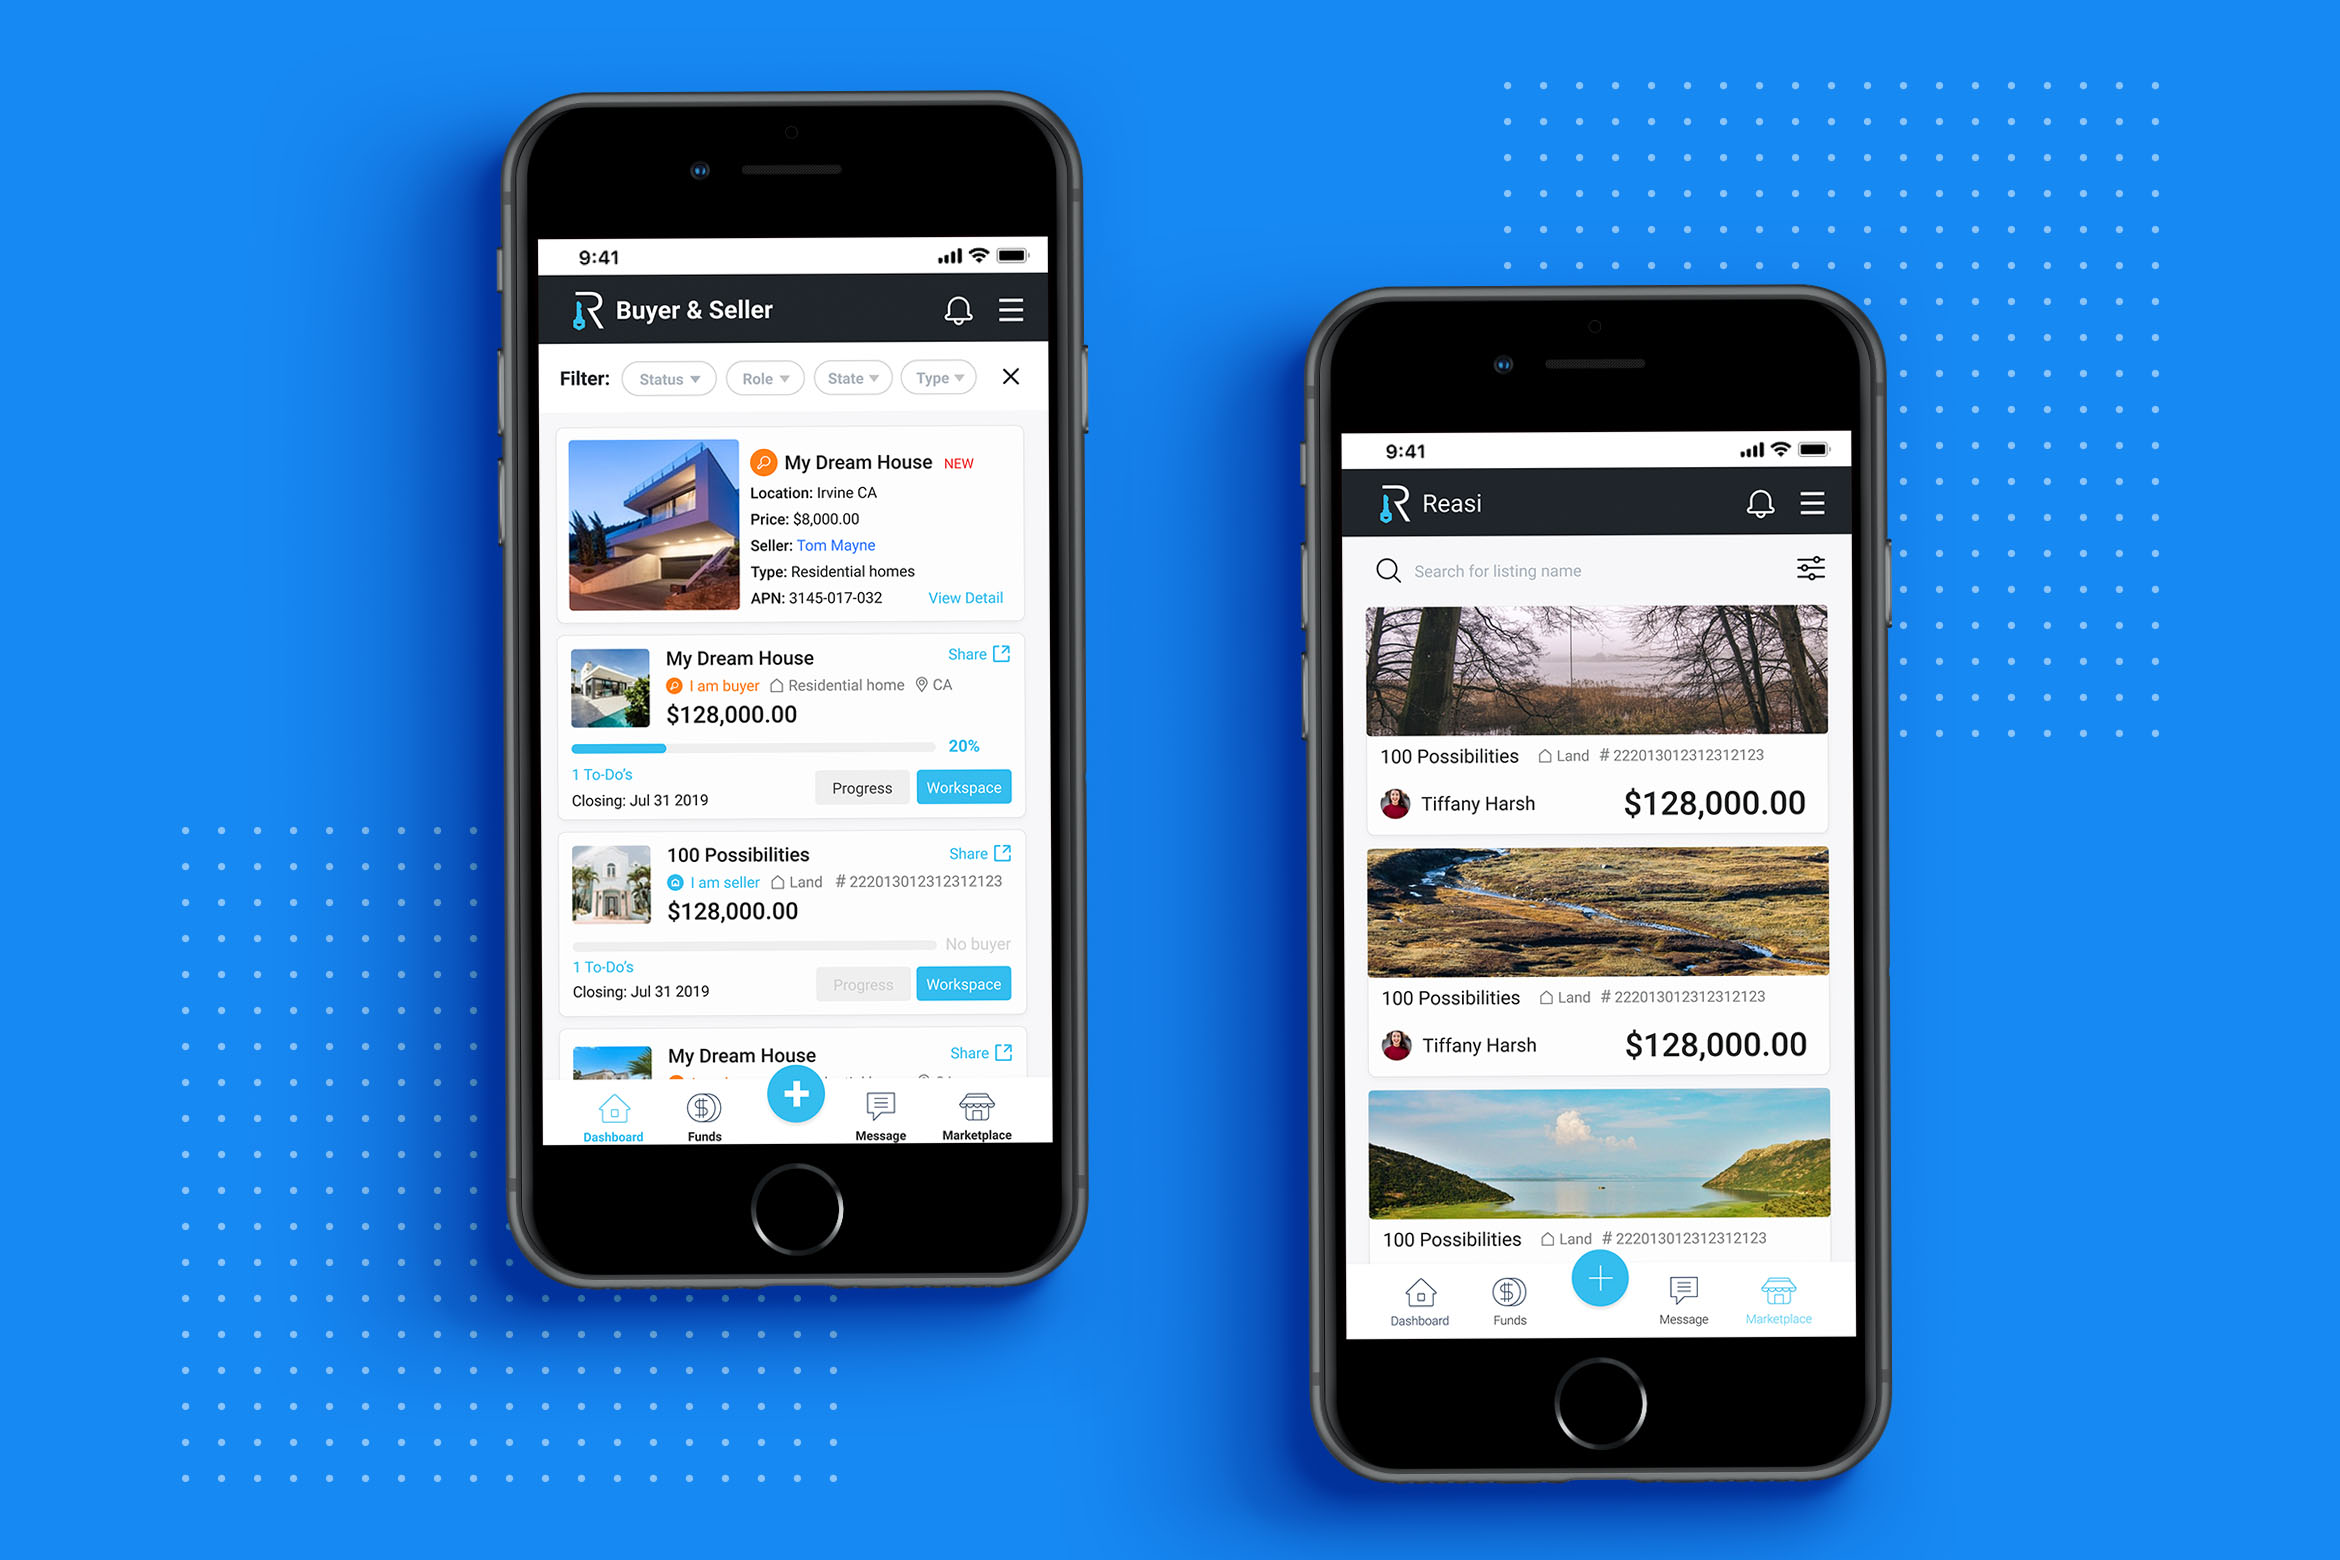 9:41
R Buyer & Seller
Filter: Status Role State Type
My Dream House NEW
Location: Irvine CA
Price: $8,000.00
Seller: Tom Mayne
Type: Residential homes
APN: 3145-017-032 View Detail
My Dream House Share
I am buyer Residential home CA
$128,000.00
20%
1 To-Do's
Closing: Jul 31 2019
Progress Workspace
100 Possibilities Share
I am seller Land # 222013012312312123
$128,000.00
No buyer
1 To-Do's
Closing: Jul 31 2019
Progress Workspace
My Dream House Share
Dashboard Funds Message Marketplace
9:41
R Reasi
Search for listing name
100 Possibilities Land # 222013012312312123
Tiffany Harsh $128,000.00
100 Possibilities Land # 222013012312312123
Tiffany Harsh $128,000.00
100 Possibilities Land # 222013012312312123
Dashboard Funds Message Marketplace